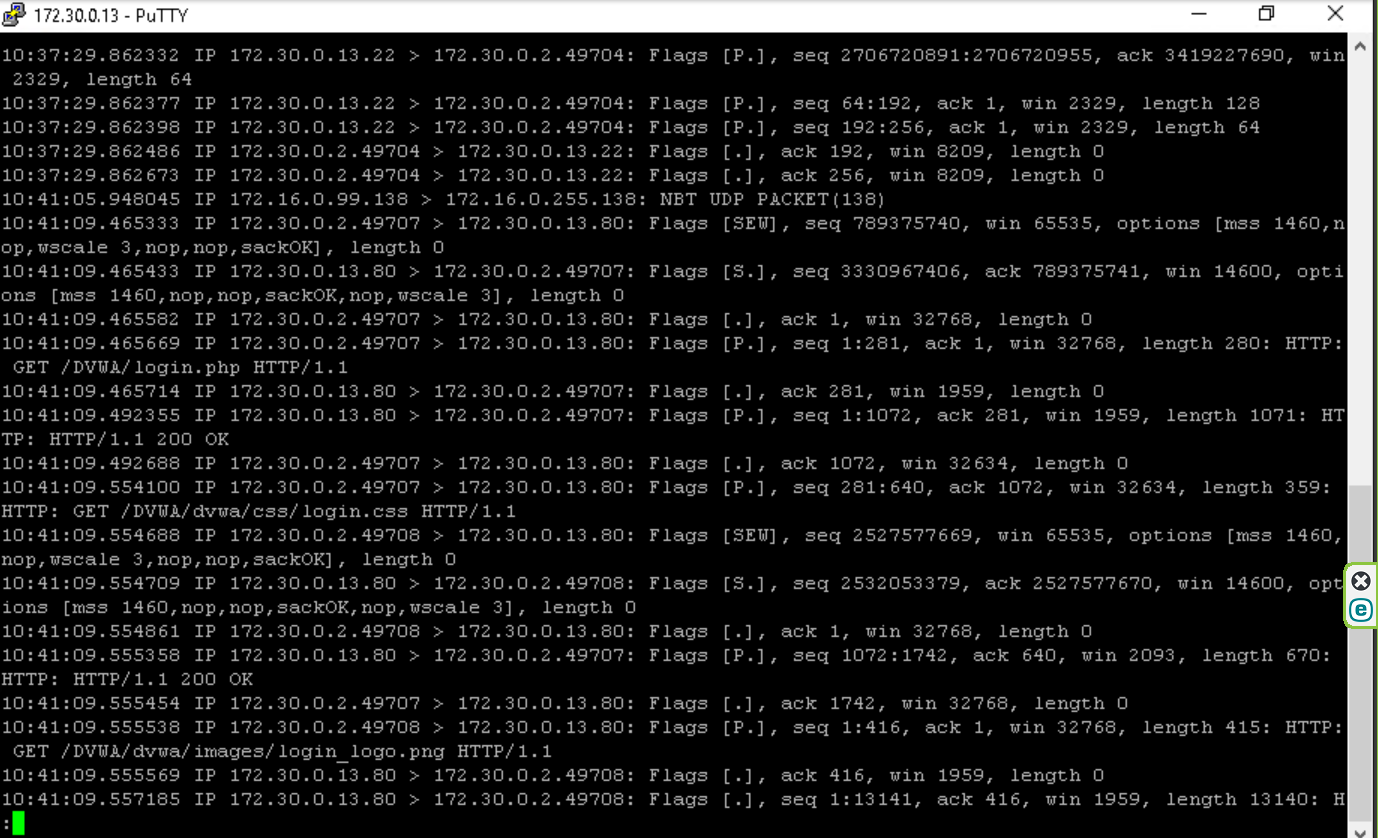 172.30.0.13 - PuTTY
10:37:29.862332 IP 172.30.0.13.22 > 172.30.0.2.49704: Flags [P.], seq 2706720891:2706720955, ack 3419227690, win
 2329, length 64
10:37:29.862377 IP 172.30.0.13.22 > 172.30.0.2.49704: Flags [P.], seq 64:192, ack 1, win 2329, length 128
10:37:29.862398 IP 172.30.0.13.22 > 172.30.0.2.49704: Flags [P.], seq 192:256, ack 1, win 2329, length 64
10:37:29.862486 IP 172.30.0.2.49704 > 172.30.0.13.22: Flags [.], ack 192, win 8209, length 0
10:37:29.862673 IP 172.30.0.2.49704 > 172.30.0.13.22: Flags [.], ack 256, win 8209, length 0
10:41:05.948045 IP 172.16.0.99.138 > 172.16.0.255.138: NBT UDP PACKET(138)
10:41:09.465333 IP 172.30.0.2.49707 > 172.30.0.13.80: Flags [SEW], seq 789375740, win 65535, options [mss 1460,n
op,wscale 3,nop,nop,sackOK], length 0
10:41:09.465433 IP 172.30.0.13.80 > 172.30.0.2.49707: Flags [S.], seq 3330967406, ack 789375741, win 14600, opti
ons [mss 1460,nop,nop,sackOK,nop,wscale 3], length 0
10:41:09.465582 IP 172.30.0.2.49707 > 172.30.0.13.80: Flags [.], ack 1, win 32768, length 0
10:41:09.465669 IP 172.30.0.2.49707 > 172.30.0.13.80: Flags [P.], seq 1:281, ack 1, win 32768, length 280: HTTP:
 GET /DVWA/login.php HTTP/1.1
10:41:09.465714 IP 172.30.0.13.80 > 172.30.0.2.49707: Flags [.], ack 281, win 1959, length 0
10:41:09.492355 IP 172.30.0.13.80 > 172.30.0.2.49707: Flags [P.], seq 1:1072, ack 281, win 1959, length 1071: HT
TP: HTTP/1.1 200 OK
10:41:09.492688 IP 172.30.0.2.49707 > 172.30.0.13.80: Flags [.], ack 1072, win 32634, length 0
10:41:09.554100 IP 172.30.0.2.49707 > 172.30.0.13.80: Flags [P.], seq 281:640, ack 1072, win 32634, length 359:
HTTP: GET /DVWA/dvwa/css/login.css HTTP/1.1
10:41:09.554688 IP 172.30.0.2.49708 > 172.30.0.13.80: Flags [SEW], seq 2527577669, win 65535, options [mss 1460,
nop,wscale 3,nop,nop,sackOK], length 0
10:41:09.554709 IP 172.30.0.13.80 > 172.30.0.2.49708: Flags [S.], seq 2532053379, ack 2527577670, win 14600, opt
ions [mss 1460,nop,nop,sackOK,nop,wscale 3], length 0
10:41:09.554861 IP 172.30.0.2.49708 > 172.30.0.13.80: Flags [.], ack 1, win 32768, length 0
10:41:09.555358 IP 172.30.0.13.80 > 172.30.0.2.49707: Flags [P.], seq 1072:1742, ack 640, win 2093, length 670:
HTTP: HTTP/1.1 200 OK
10:41:09.555454 IP 172.30.0.2.49707 > 172.30.0.13.80: Flags [.], ack 1742, win 32768, length 0
10:41:09.555538 IP 172.30.0.2.49708 > 172.30.0.13.80: Flags [P.], seq 1:416, ack 1, win 32768, length 415: HTTP:
 GET /DVWA/dvwa/images/login_logo.png HTTP/1.1
10:41:09.555569 IP 172.30.0.13.80 > 172.30.0.2.49708: Flags [.], ack 416, win 1959, length 0
10:41:09.557185 IP 172.30.0.13.80 > 172.30.0.2.49708: Flags [.], seq 1:13141, ack 416, win 1959, length 13140: H
: